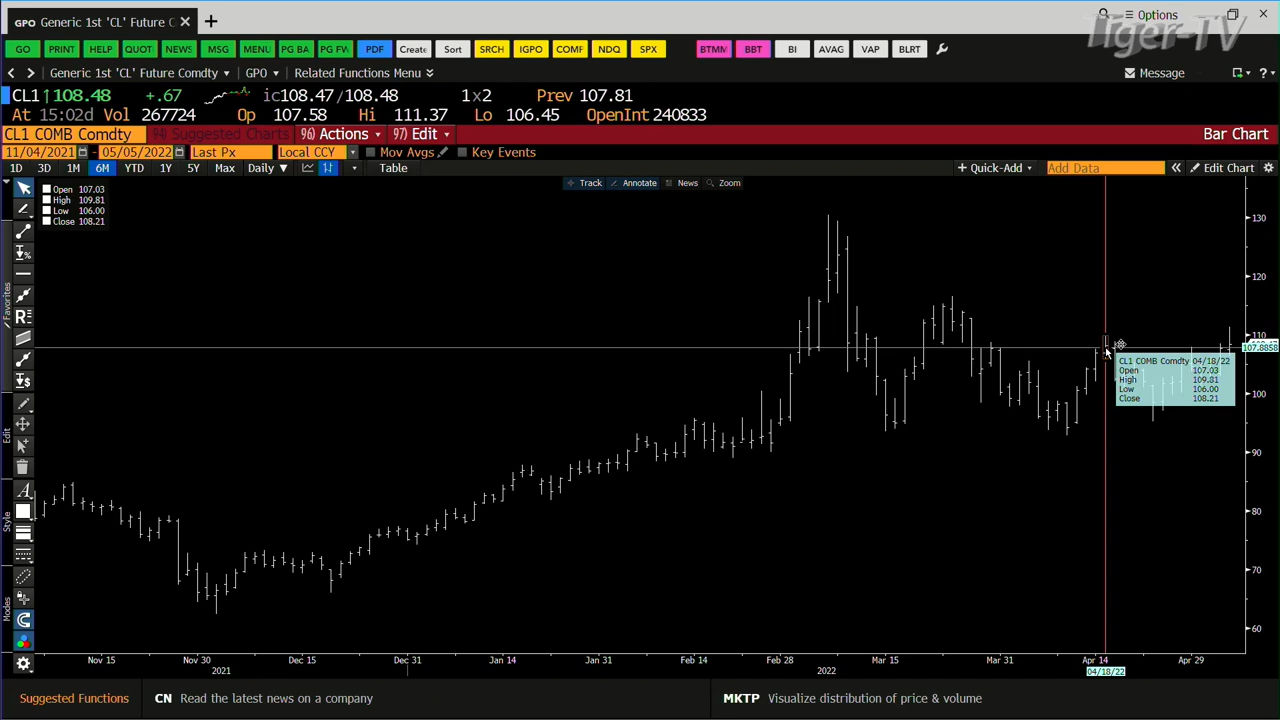 GPO Generic 1st 'CL' Future C
Options
Tiger-TV
GO PRINT HELP QUOT NEWS MSG MENU PG BA PG FW PDF Create Sort SRCH IGPO COMF NDQ SPX BTMM BBT BI AVAG VAP BLRT
Generic 1st 'CL' Future Comdty GPO Related Functions Menu Message ?
CL1 ↑108.48 +.67 ic108.47/108.48 1x2 Prev 107.81
At 15:02d Vol 267724 Op 107.58 Hi 111.37 Lo 106.45 OpenInt 240833
CL1 COMB Comdty 94) Suggested Charts 96) Actions 97) Edit Bar Chart
11/04/2021 - 05/05/2022 Last Px Local CCY Mov Avgs Key Events
1D 3D 1M 6M YTD 1Y 5Y Max Daily ▼ Table + Quick-Add Add Data « Edit Chart
Track Annotate News Zoom
Open 107.03
High 109.81
Low 106.00
Close 108.21
130
120
110
107.8858
100
90
80
70
60
CL1 COMB Comdty 04/18/22
Open 107.03
High 109.81
Low 106.00
Close 108.21
Favorites
Edit
Style
Modes
Nov 15 Nov 30 Dec 15 Dec 31 Jan 14 Jan 31 Feb 14 Feb 28 Mar 15 Mar 31 Apr 14 Apr 29
2021 2022 04/18/22
Suggested Functions CN Read the latest news on a company MKTP Visualize distribution of price & volume